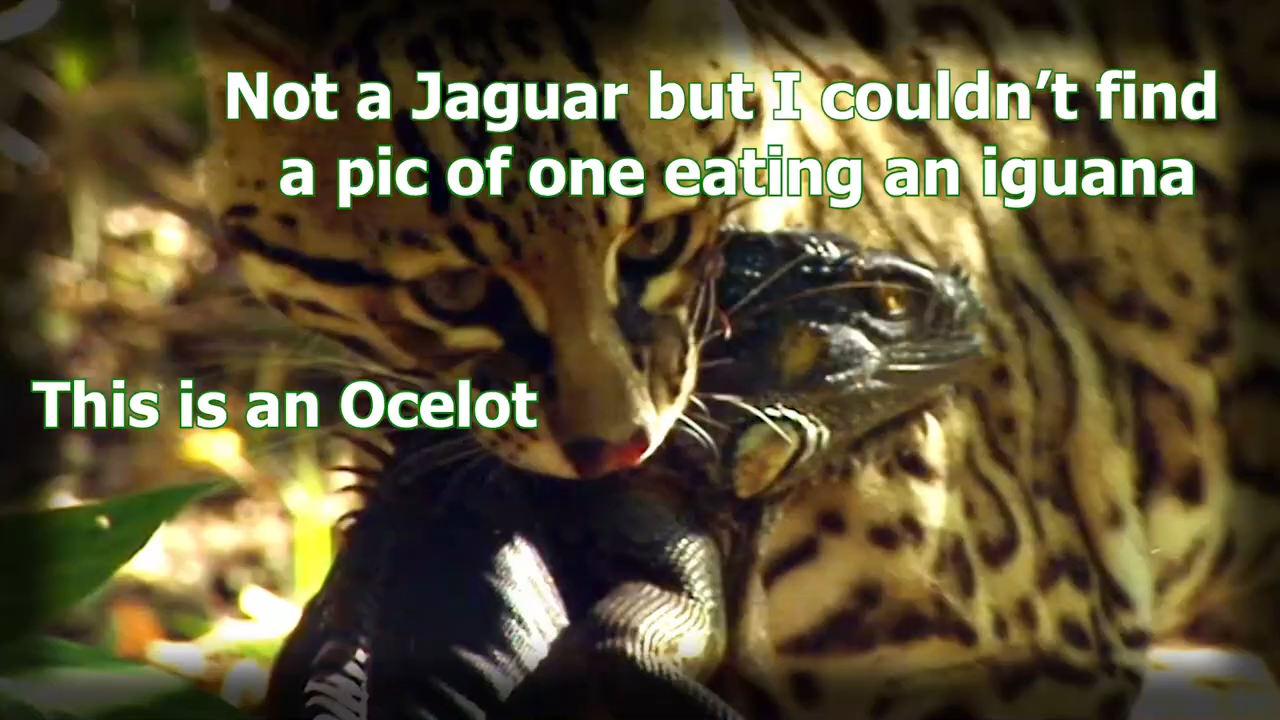 Not a Jaguar but I couldn’t find
a pic of one eating an iguana
This is an Ocelot